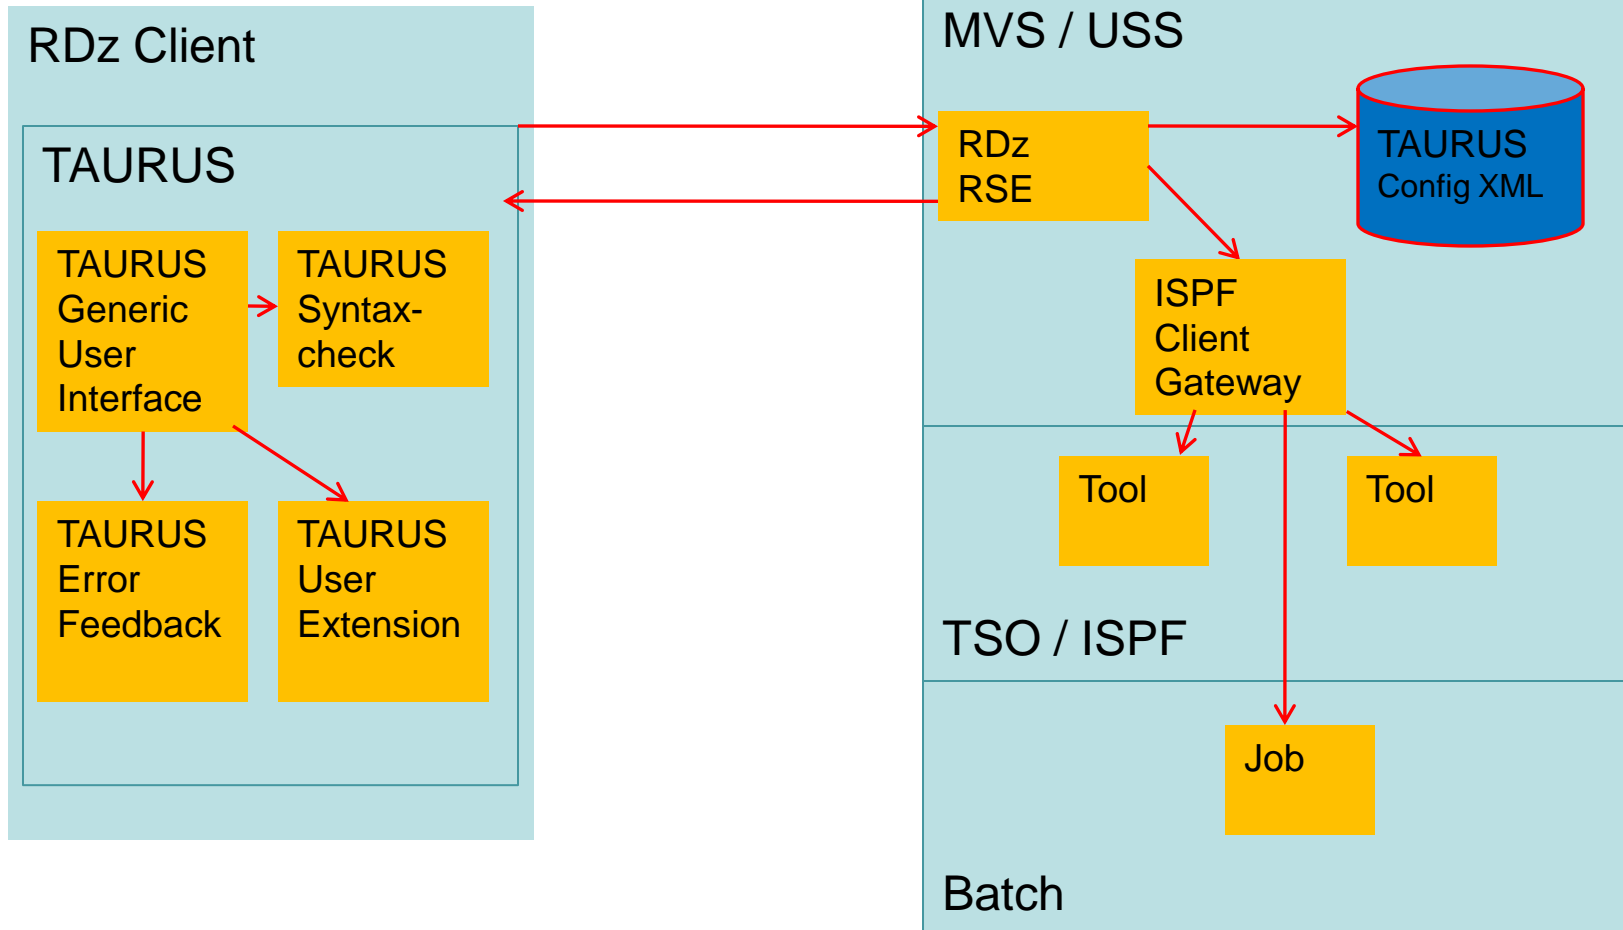 RDz Client
TAURUS
TAURUS
Generic
User
Interface
TAURUS
Syntax-
check
TAURUS
Error
Feedback
TAURUS
User
Extension
MVS / USS
RDz
RSE
TAURUS
Config XML
ISPF
Client
Gateway
Tool
Tool
TSO / ISPF
Job
Batch